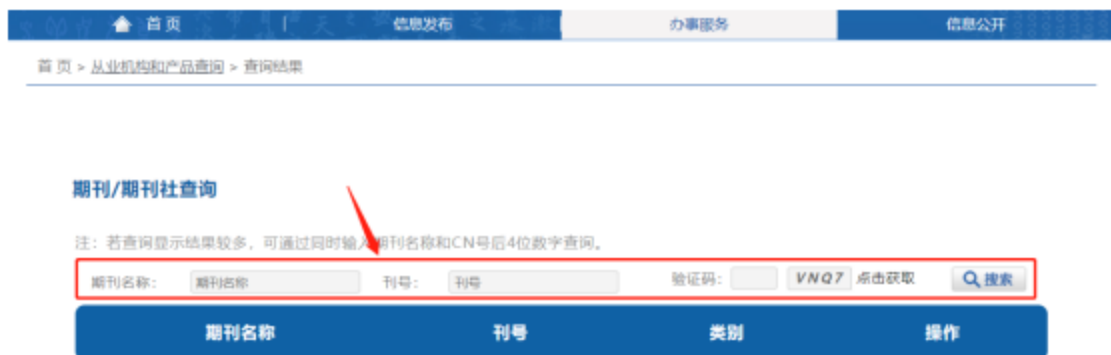 首页 信息发布 办事服务 信息公开
首 页 > 从业机构和产品查询 > 查询结果
期刊/期刊社查询
注：若查询显示结果较多，可通过同时输入期刊名称和CN号后4位数字查询。
期刊名称： 期刊名称 刊号： 刊号 验证码： VNQ7 点击获取 搜索
期刊名称 刊号 类别 操作